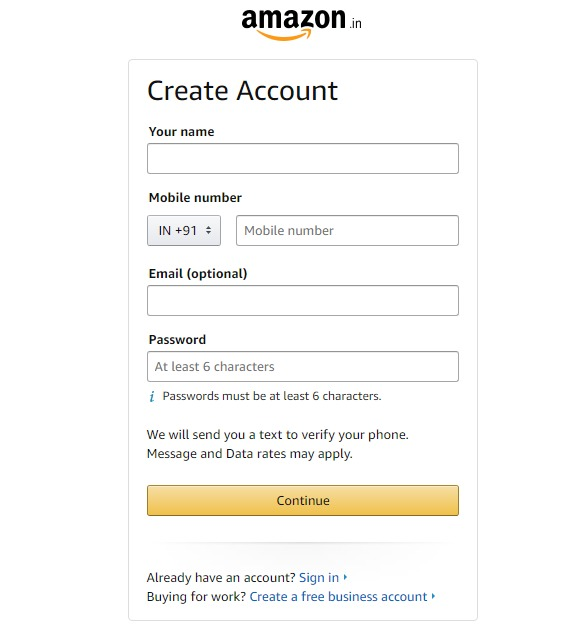 amazon.in
Create Account
Your name
Mobile number
IN +91 Mobile number
Email (optional)
Password
At least 6 characters
i Passwords must be at least 6 characters.
We will send you a text to verify your phone.
Message and Data rates may apply.
Continue
Already have an account? Sign in
Buying for work? Create a free business account